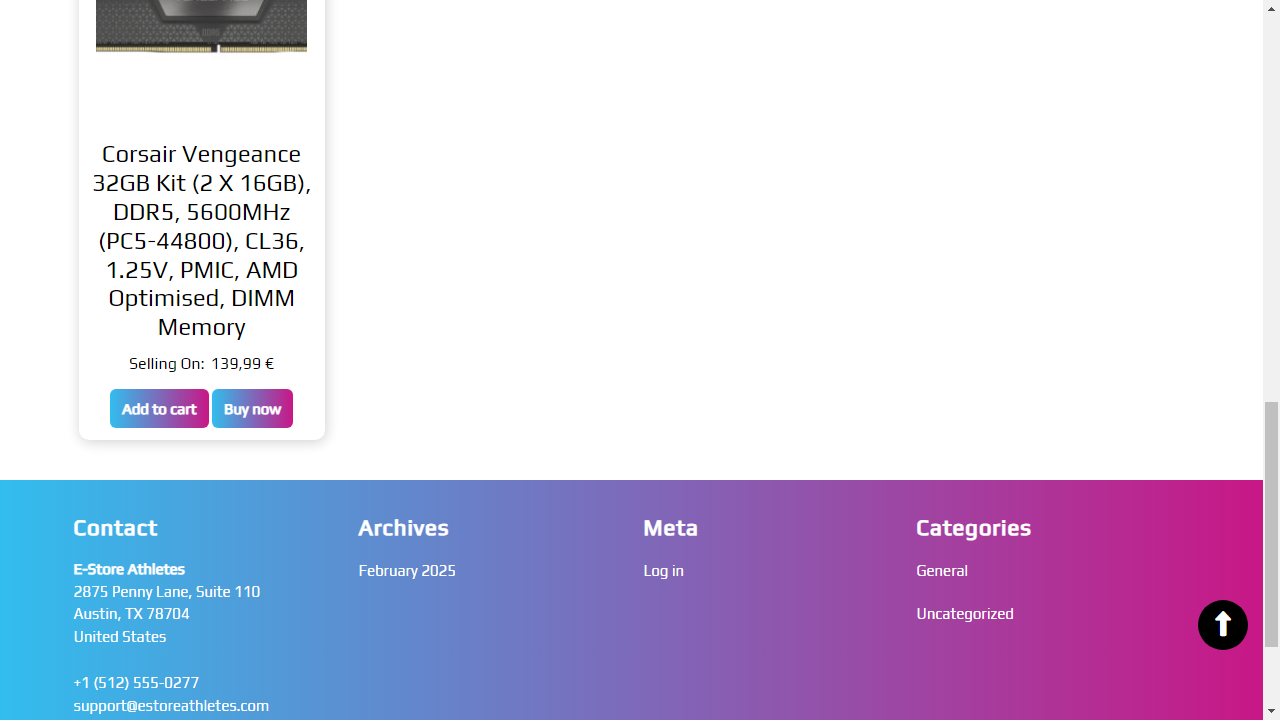 Corsair Vengeance
32GB Kit (2 X 16GB),
DDR5, 5600MHz
(PC5-44800), CL36,
1.25V, PMIC, AMD
Optimised, DIMM
Memory
Selling On: 139,99 €
Add to cart
Buy now
Contact
E-Store Athletes
2875 Penny Lane, Suite 110
Austin, TX 78704
United States
+1 (512) 555-0277
support@estoreathletes.com
Archives
February 2025
Meta
Log in
Categories
General
Uncategorized